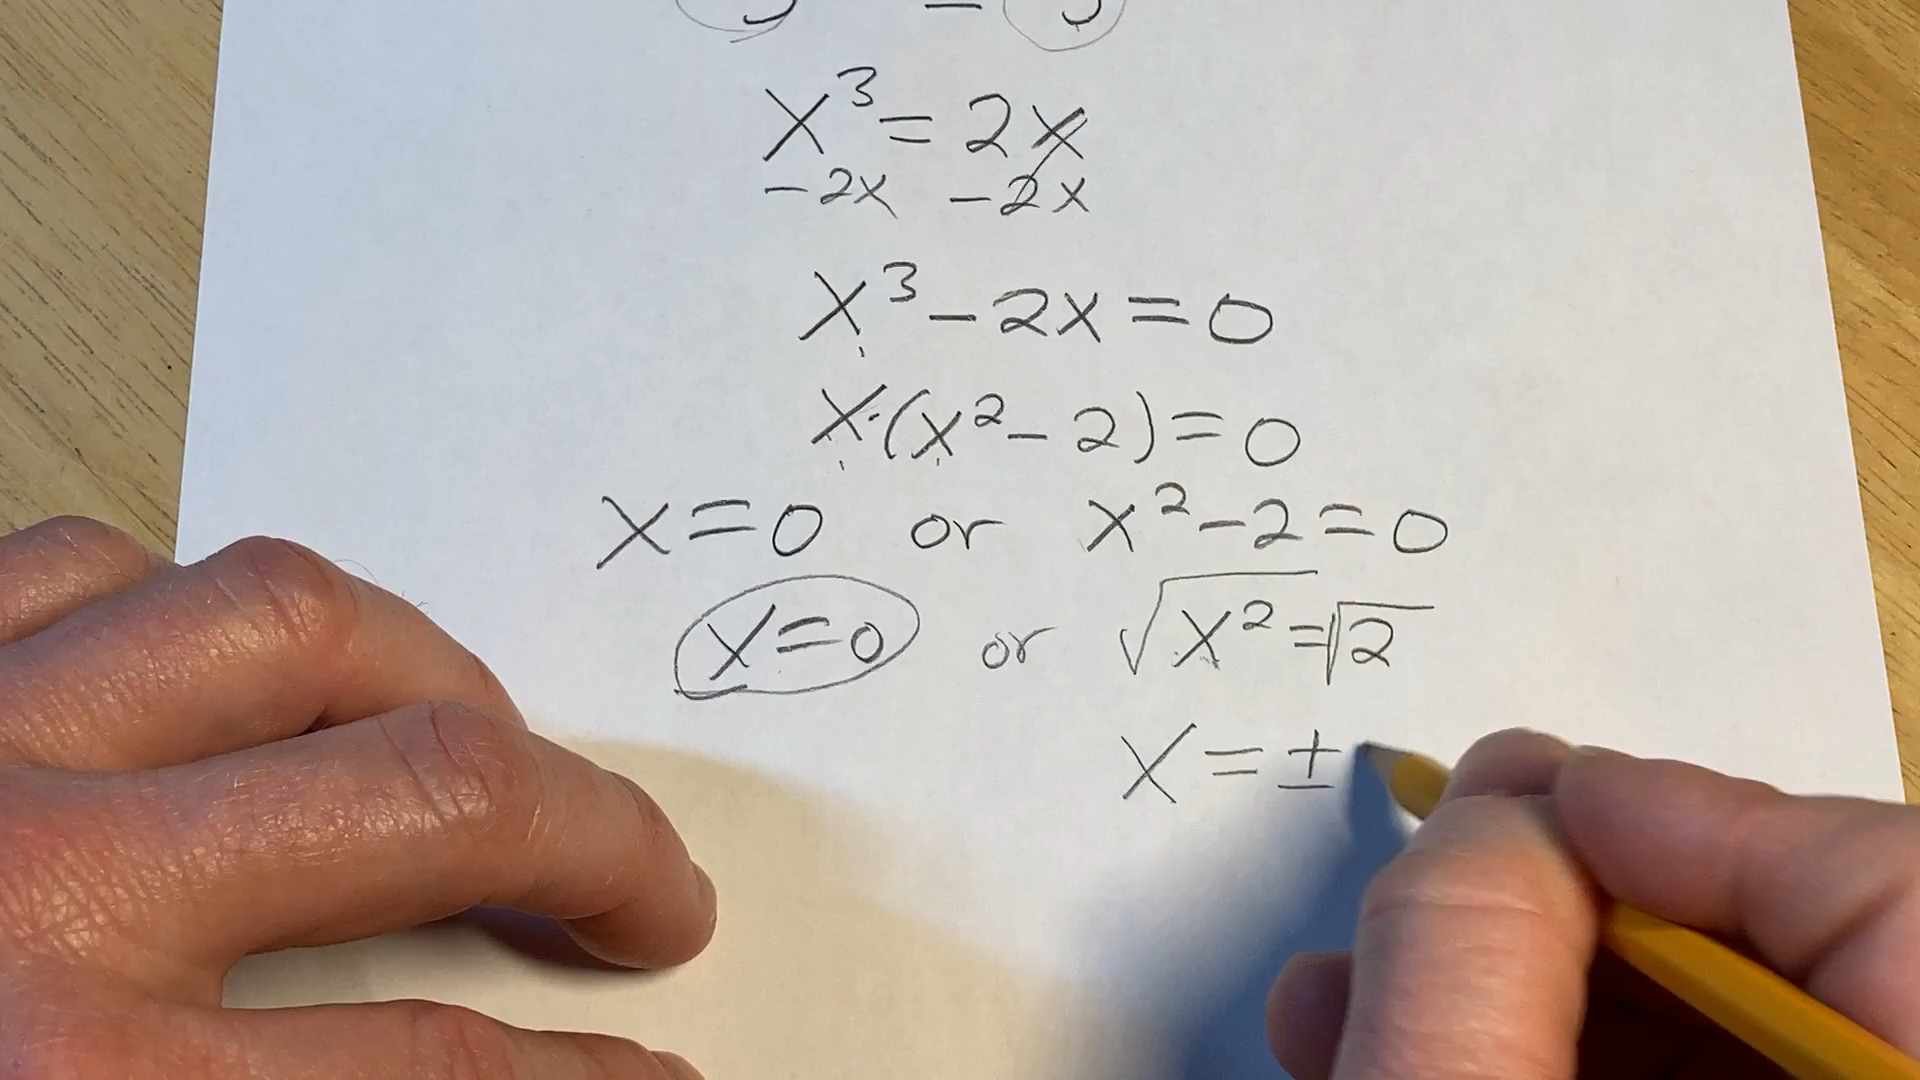 =
x³ = 2x
-2x -2x
x³ - 2x = 0
x·(x² - 2) = 0
x = 0 or x² - 2 = 0
x = 0 or √x² = √2
x = ±